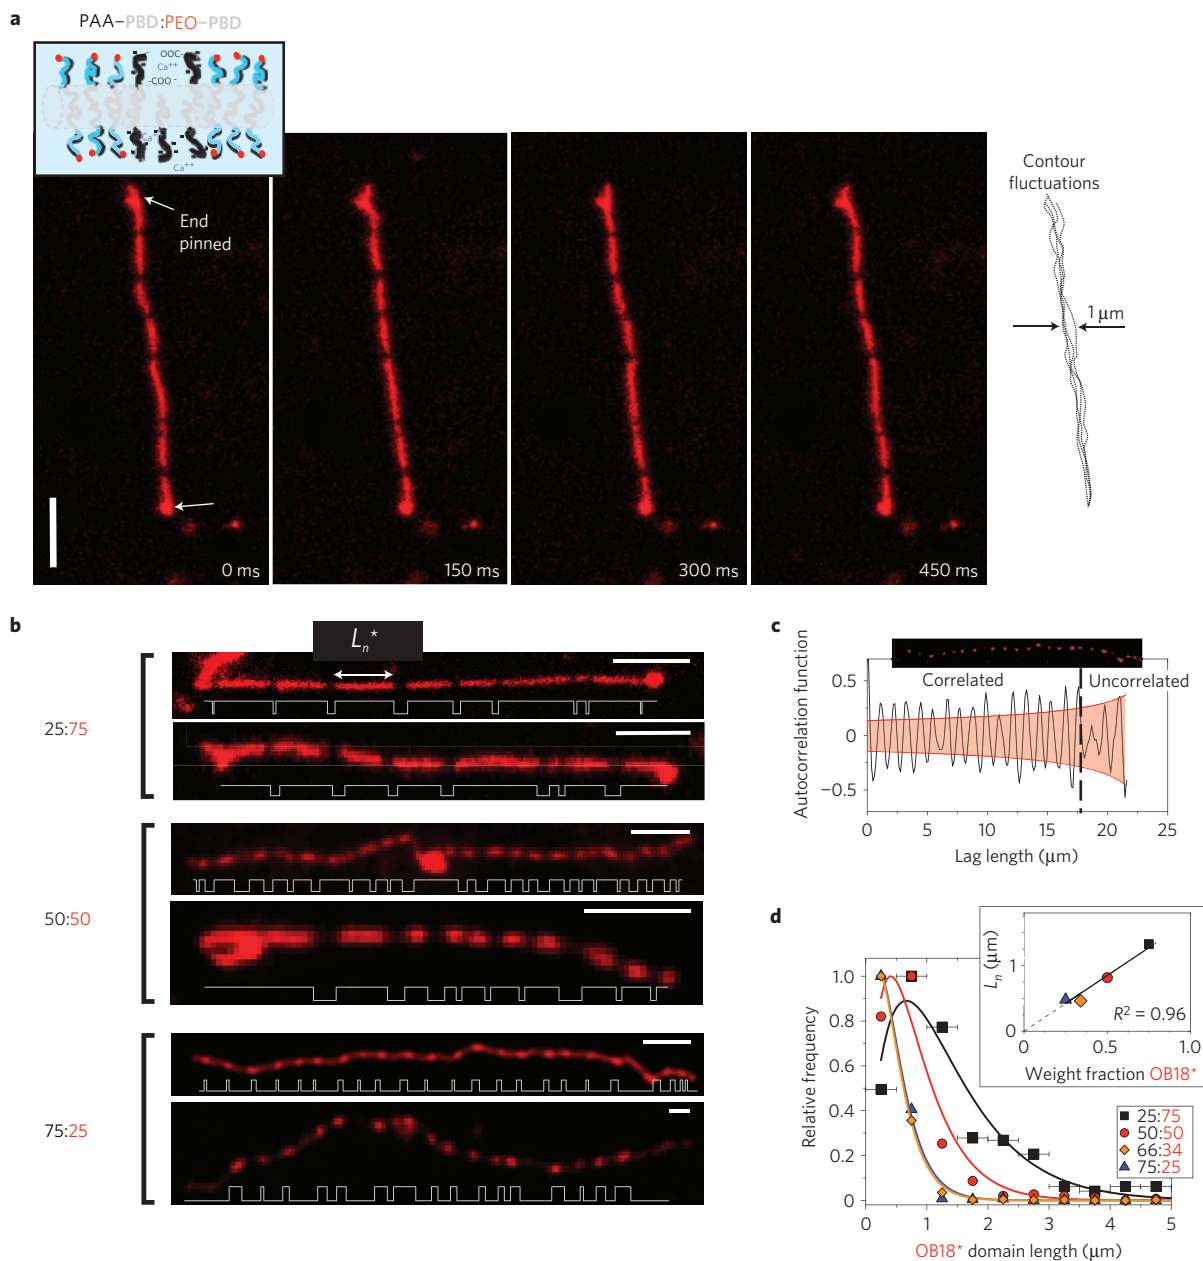 a
PAA–PBD:PEO–PBD
OOC-
Ca++
-COO-
Ca++
Ca++
End
pinned
0 ms
150 ms
300 ms
450 ms
Contour
fluctuations
1 μm
b
Ln*
25:75
50:50
75:25
c
Correlated
Uncorrelated
Autocorrelation function
0.5
0
−0.5
0
5
10
15
20
25
Lag length (μm)
d
Relative frequency
1.0
0.8
0.6
0.4
0.2
0
0
1
2
3
4
5
OB18* domain length (μm)
Ln (μm)
1
0
0
0.5
1.0
R2 = 0.96
Weight fraction OB18*
25:75
50:50
66:34
75:25